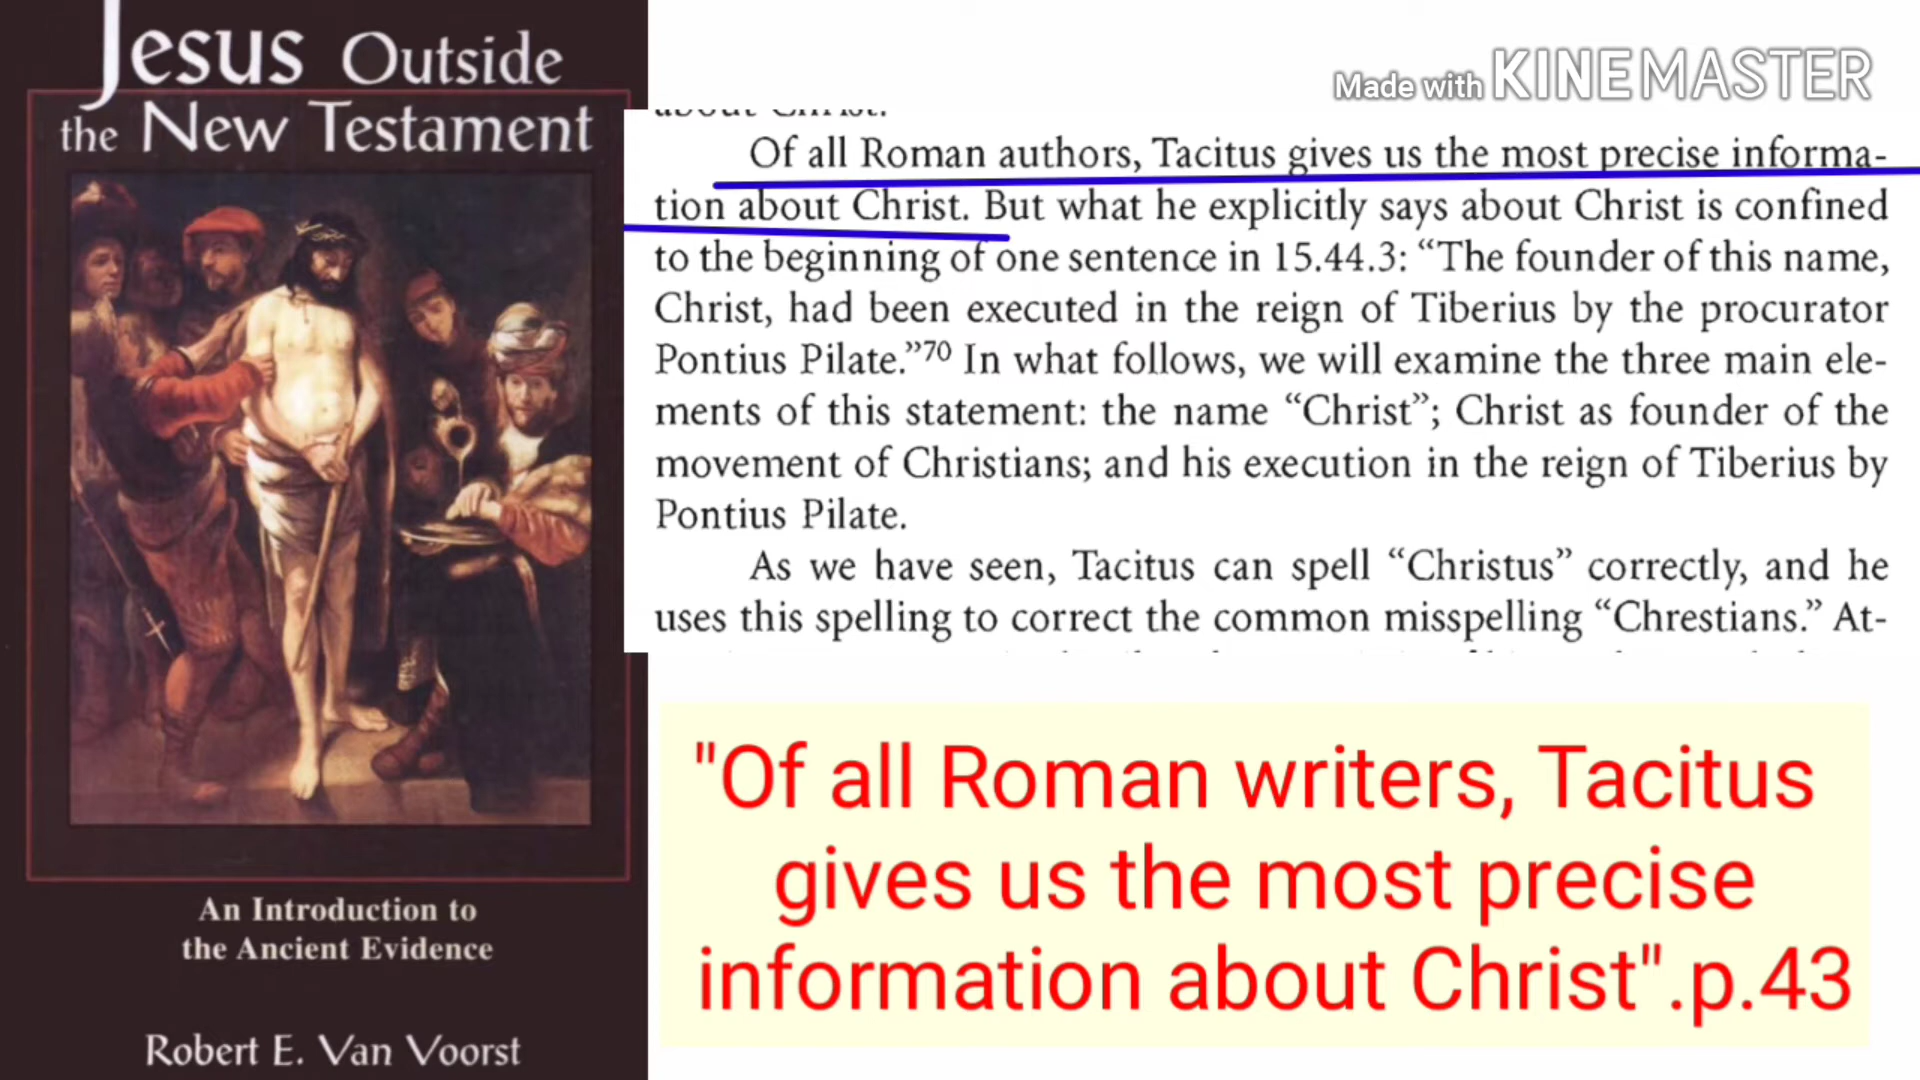 Jesus Outside
the New Testament
An Introduction to
the Ancient Evidence
Robert E. Van Voorst
Made with KINEMASTER
about Christ.
Of all Roman authors, Tacitus gives us the most precise informa-
tion about Christ. But what he explicitly says about Christ is confined
to the beginning of one sentence in 15.44.3: “The founder of this name,
Christ, had been executed in the reign of Tiberius by the procurator
Pontius Pilate.”70 In what follows, we will examine the three main ele-
ments of this statement: the name “Christ”; Christ as founder of the
movement of Christians; and his execution in the reign of Tiberius by
Pontius Pilate.
As we have seen, Tacitus can spell “Christus” correctly, and he
uses this spelling to correct the common misspelling “Chrestians.” At-
"Of all Roman writers, Tacitus
gives us the most precise
information about Christ".p.43